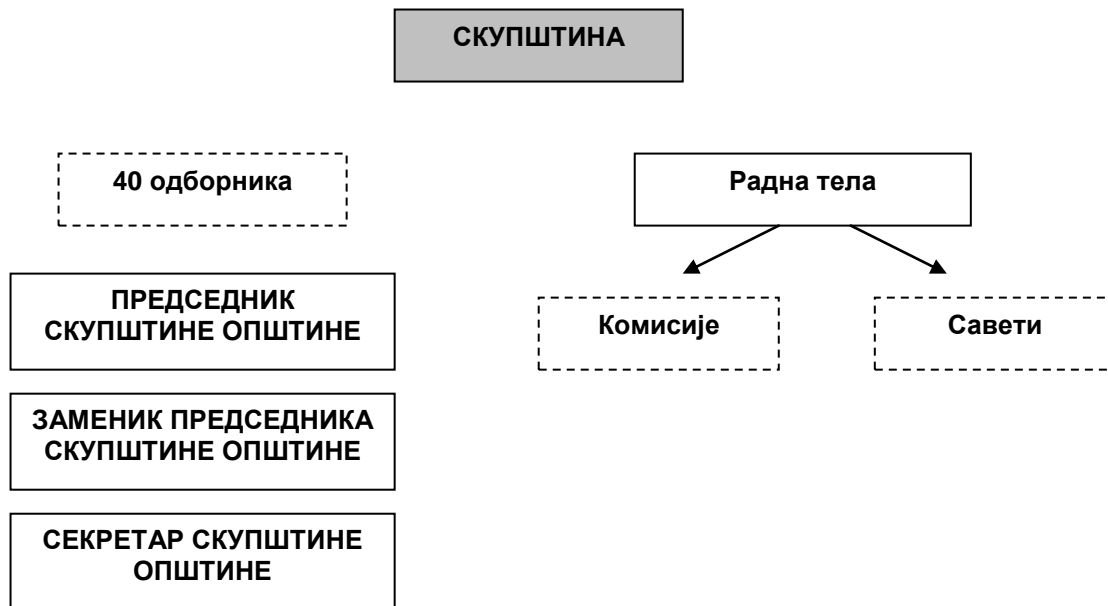 СКУПШТИНА
40 одборника
Радна тела
ПРЕДСЕДНИК
СКУПШТИНЕ ОПШТИНЕ
Комисије
Савети
ЗАМЕНИК ПРЕДСЕДНИКА
СКУПШТИНЕ ОПШТИНЕ
СЕКРЕТАР СКУПШТИНЕ
ОПШТИНЕ